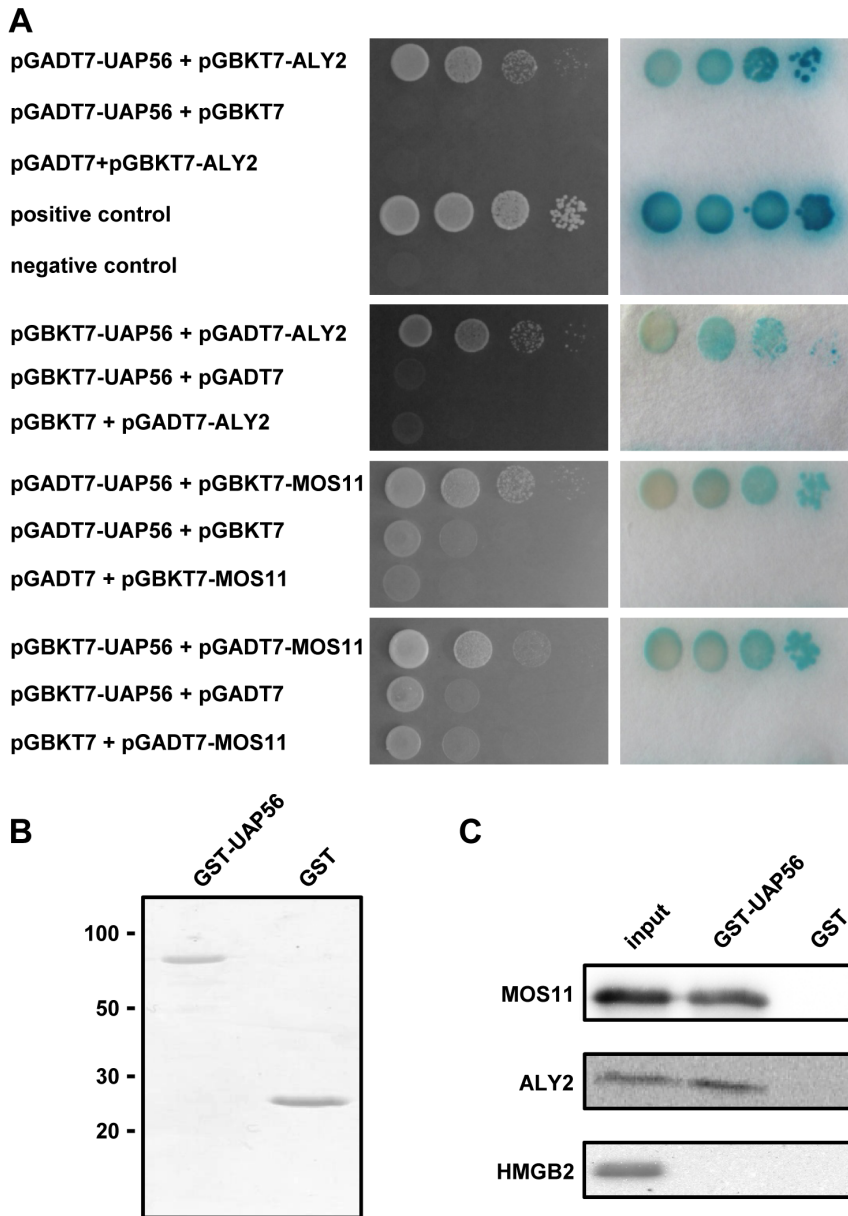 A
pGADT7-UAP56 + pGBKT7-ALY2
pGADT7-UAP56 + pGBKT7
pGADT7+pGBKT7-ALY2
positive control
negative control
pGBKT7-UAP56 + pGADT7-ALY2
pGBKT7-UAP56 + pGADT7
pGBKT7 + pGADT7-ALY2
pGADT7-UAP56 + pGBKT7-MOS11
pGADT7-UAP56 + pGBKT7
pGADT7 + pGBKT7-MOS11
pGBKT7-UAP56 + pGADT7-MOS11
pGBKT7-UAP56 + pGADT7
pGBKT7 + pGADT7-MOS11
B
GST-UAP56
GST
100 -
50 -
30 -
20 -
C
input
GST-UAP56
GST
MOS11
ALY2
HMGB2